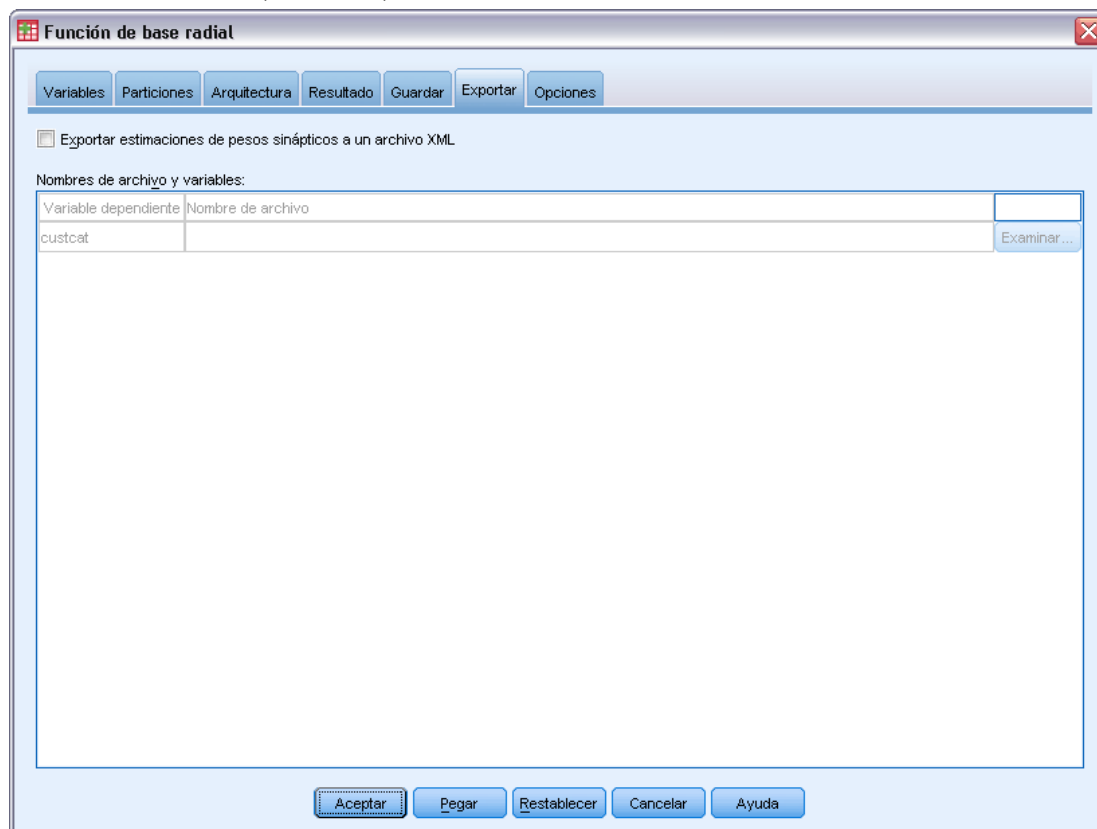 Función de base radial
Variables Particiones Arquitectura Resultado Guardar Exportar Opciones
Exportar estimaciones de pesos sinápticos a un archivo XML
Nombres de archivo y variables:
Variable dependiente Nombre de archivo
custcat Examinar...
Aceptar Pegar Restablecer Cancelar Ayuda